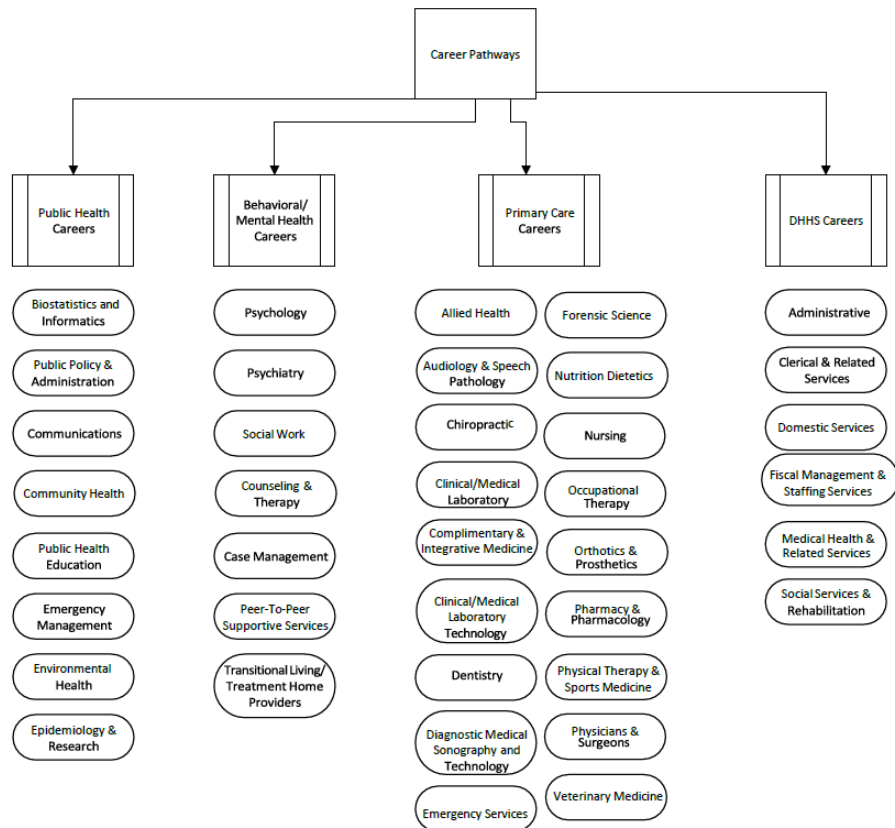 Career Pathways
Public Health
Careers
Behavioral/
Mental Health
Careers
Primary Care
Careers
DHHS Careers
Biostatistics and
Informatics
Public Policy &
Administration
Communications
Community Health
Public Health
Education
Emergency
Management
Environmental
Health
Epidemiology &
Research
Psychology
Psychiatry
Social Work
Counseling &
Therapy
Case Management
Peer-To-Peer
Supportive Services
Transitional Living/
Treatment Home
Providers
Allied Health
Audiology & Speech
Pathology
Chiropractic
Clinical/Medical
Laboratory
Complimentary &
Integrative Medicine
Clinical/Medical
Laboratory
Technology
Dentistry
Diagnostic Medical
Sonography and
Technology
Emergency Services
Forensic Science
Nutrition Dietetics
Nursing
Occupational
Therapy
Orthotics &
Prosthetics
Pharmacy &
Pharmacology
Physical Therapy &
Sports Medicine
Physicians &
Surgeons
Veterinary Medicine
Administrative
Clerical & Related
Services
Domestic Services
Fiscal Management &
Staffing Services
Medical Health &
Related Services
Social Services &
Rehabilitation